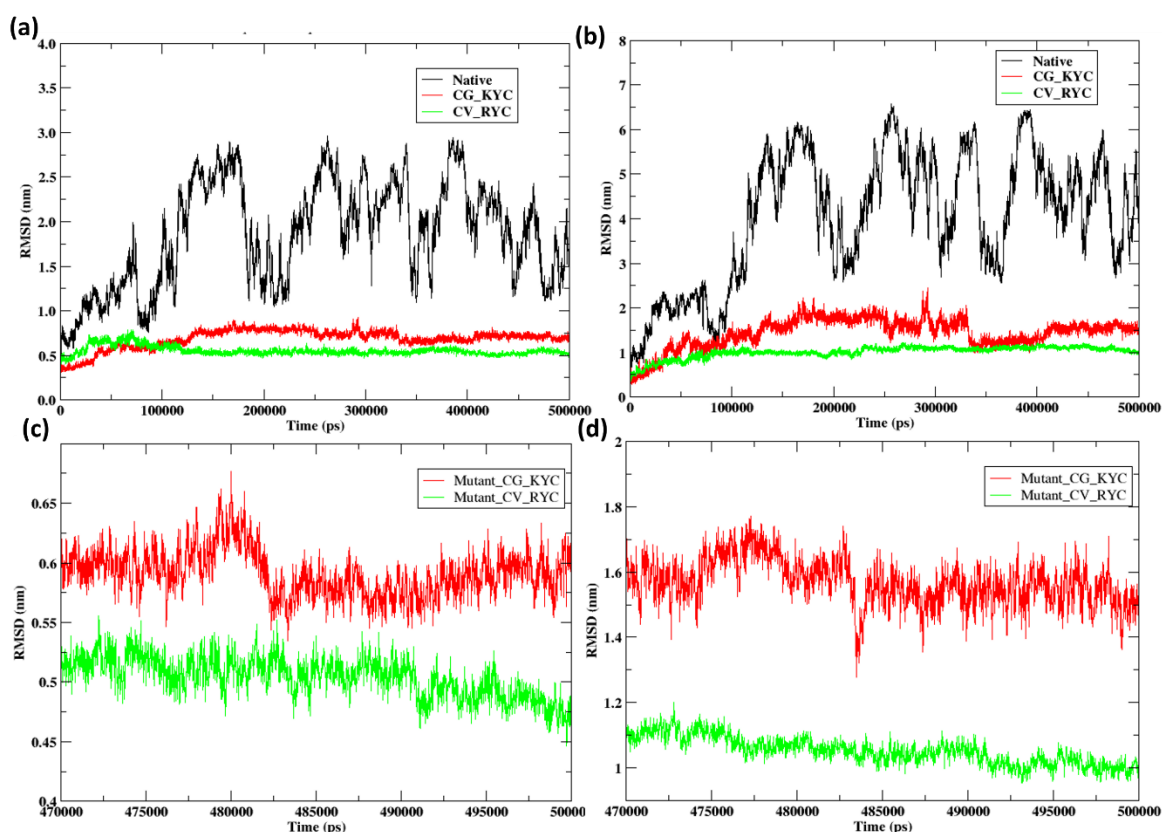 (a)
4.0
3.5
3.0
2.5
2.0
1.5
1.0
0.5
0.0
RMSD (nm)
Native
CG_KYC
CV_RYC
0 100000 200000 300000 400000 500000
Time (ps)
(b)
8
7
6
5
4
3
2
1
0
RMSD (nm)
Native
CG_KYC
CV_RYC
0 100000 200000 300000 400000 500000
Time (ps)
(c)
0.65
0.6
0.55
0.5
0.45
0.4
RMSD (nm)
Mutant_CG_KYC
Mutant_CV_RYC
470000 475000 480000 485000 490000 495000 500000
Time (ps)
(d)
2
1.8
1.6
1.4
1.2
1
RMSD (nm)
Mutant_CG_KYC
Mutant_CV_RYC
470000 475000 480000 485000 490000 495000 500000
Time (ps)